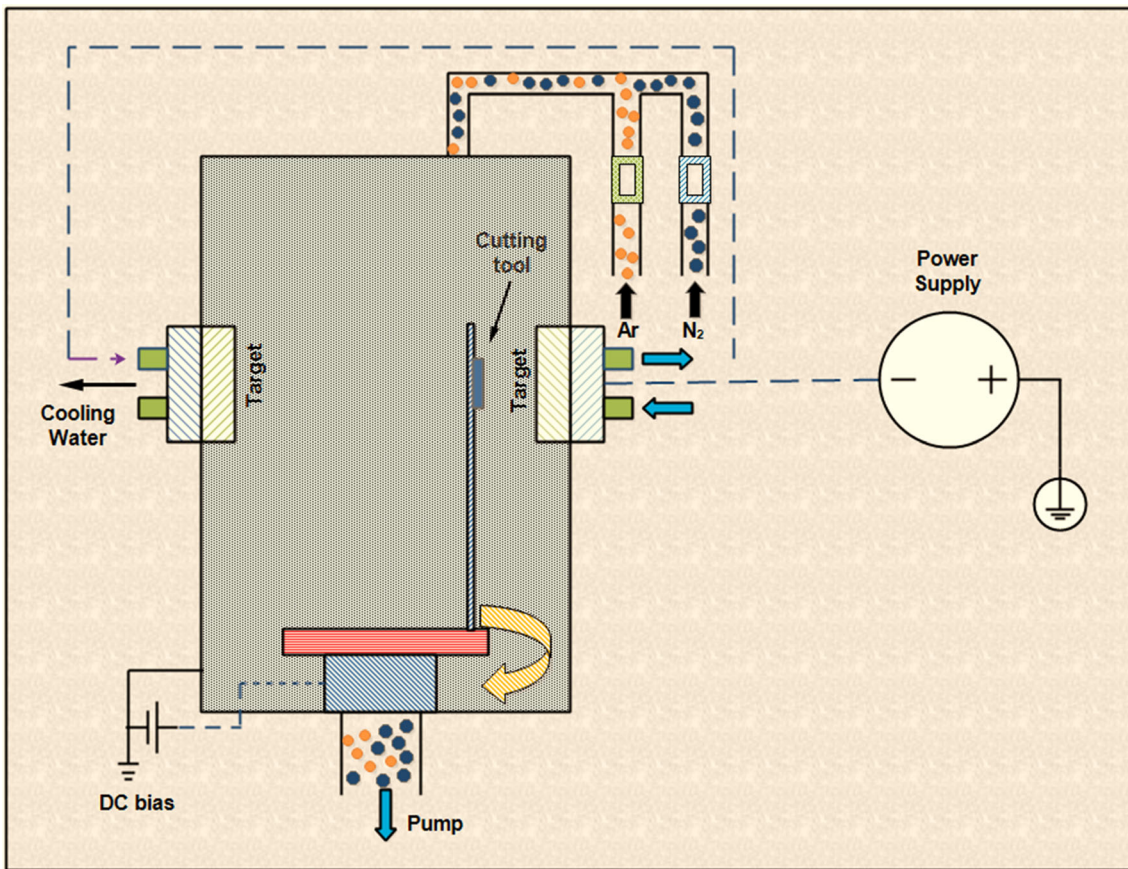 Cutting
tool
Power
Supply
Ar
N₂
Target
Target
Cooling
Water
DC bias
Pump